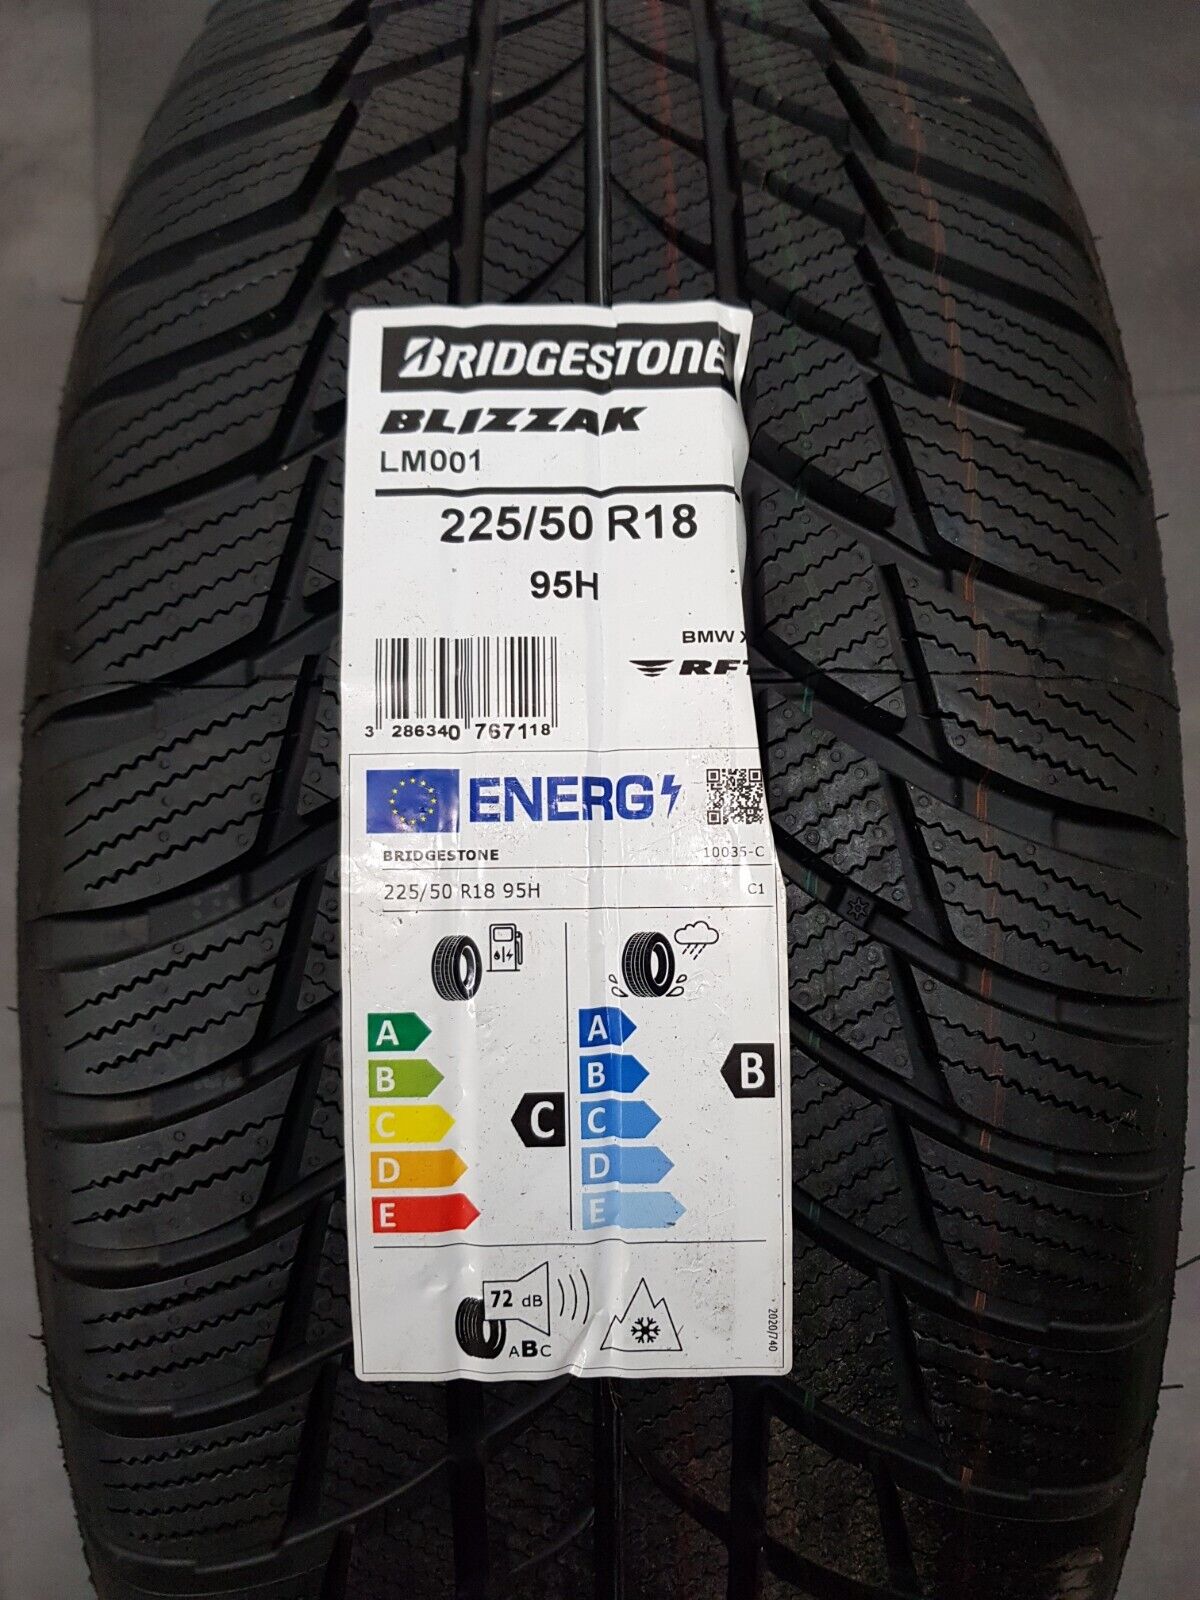 BRIDGESTONE
BLIZZAK
LM001
225/50 R18
95H
BMW
RFT
3 286340 767118
ENERG
BRIDGESTONE 10035-C
225/50 R18 95H C1
A A
B B B
C C C
D D
E E
72 dB
ABC
2020/740